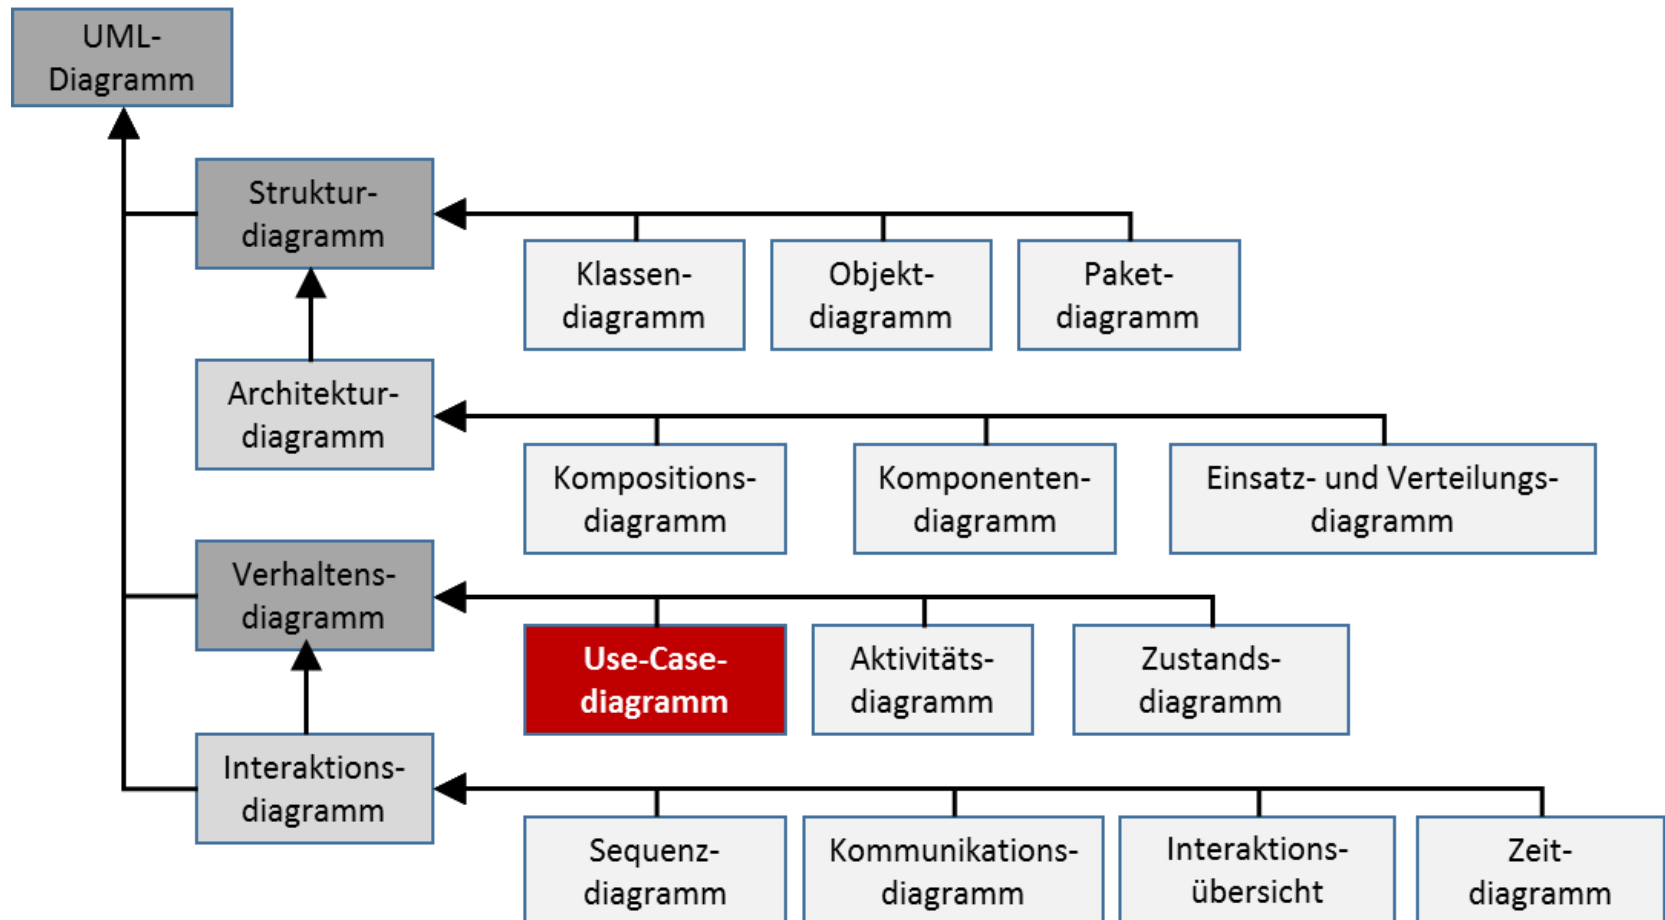 UML-
Diagramm
Struktur-
diagramm
Klassen-
diagramm
Objekt-
diagramm
Paket-
diagramm
Architektur-
diagramm
Kompositions-
diagramm
Komponenten-
diagramm
Einsatz- und Verteilungs-
diagramm
Verhaltens-
diagramm
Use-Case-
diagramm
Aktivitäts-
diagramm
Zustands-
diagramm
Interaktions-
diagramm
Sequenz-
diagramm
Kommunikations-
diagramm
Interaktions-
übersicht
Zeit-
diagramm